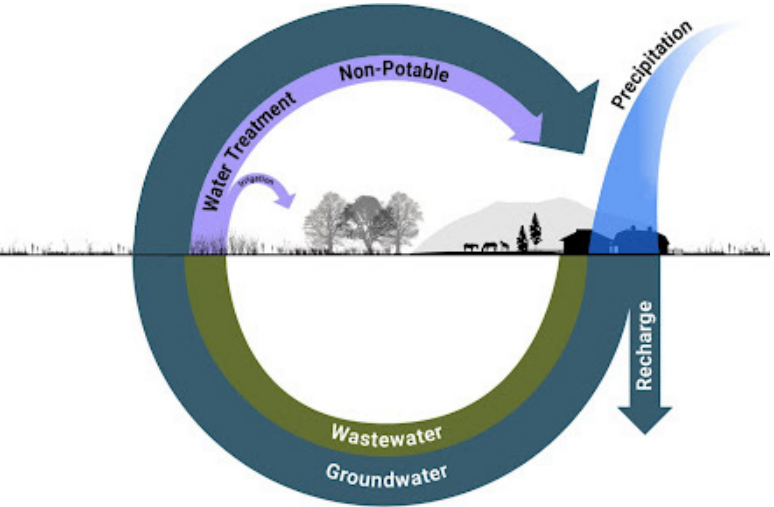 Non-Potable
Precipitation
Water Treatment
Irrigation
Recharge
Wastewater
Groundwater